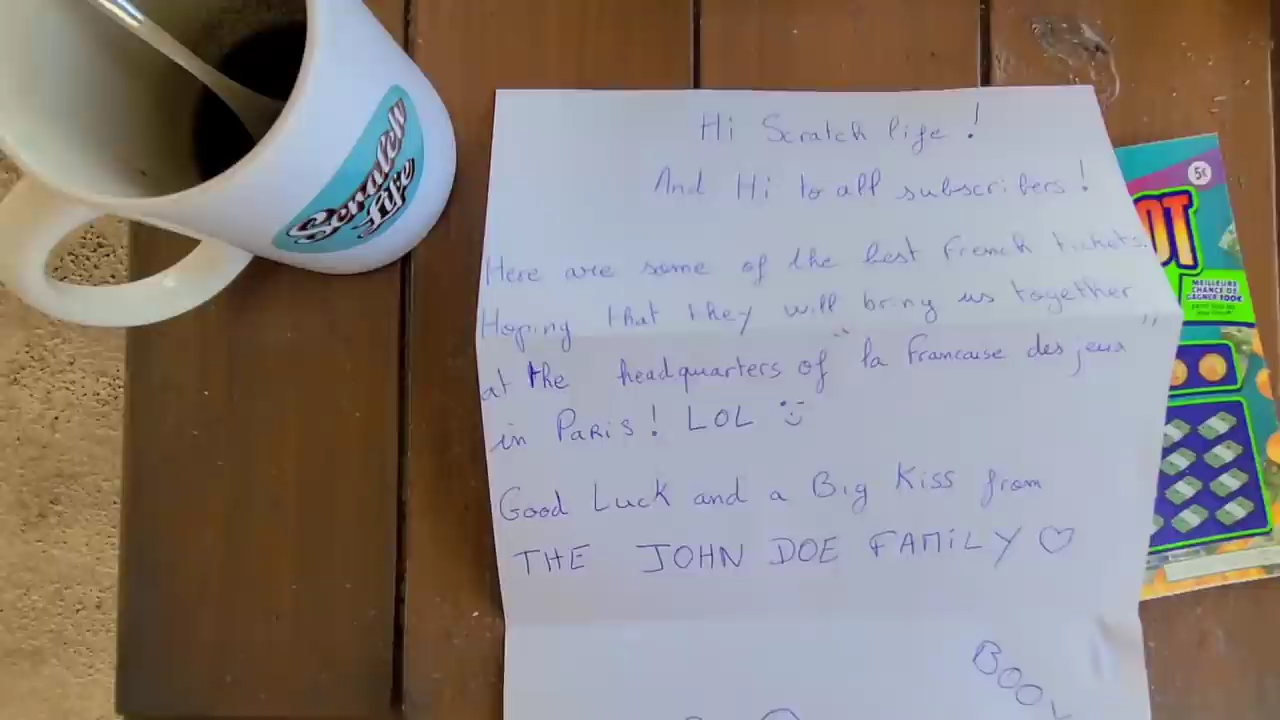 Scratch
Life
Hi Scratch life !
And Hi to all subscribers !
Here are some of the best French tickets.
Hoping that they will bring us together
at the headquarters of "la Francaise des jeux"
in PARIS ! LOL
Good Luck and a Big Kiss from
THE JOHN DOE FAMiLY
BOOL
5€
OT
MEILLEURE
CHANCE DE
GAGNER 100€